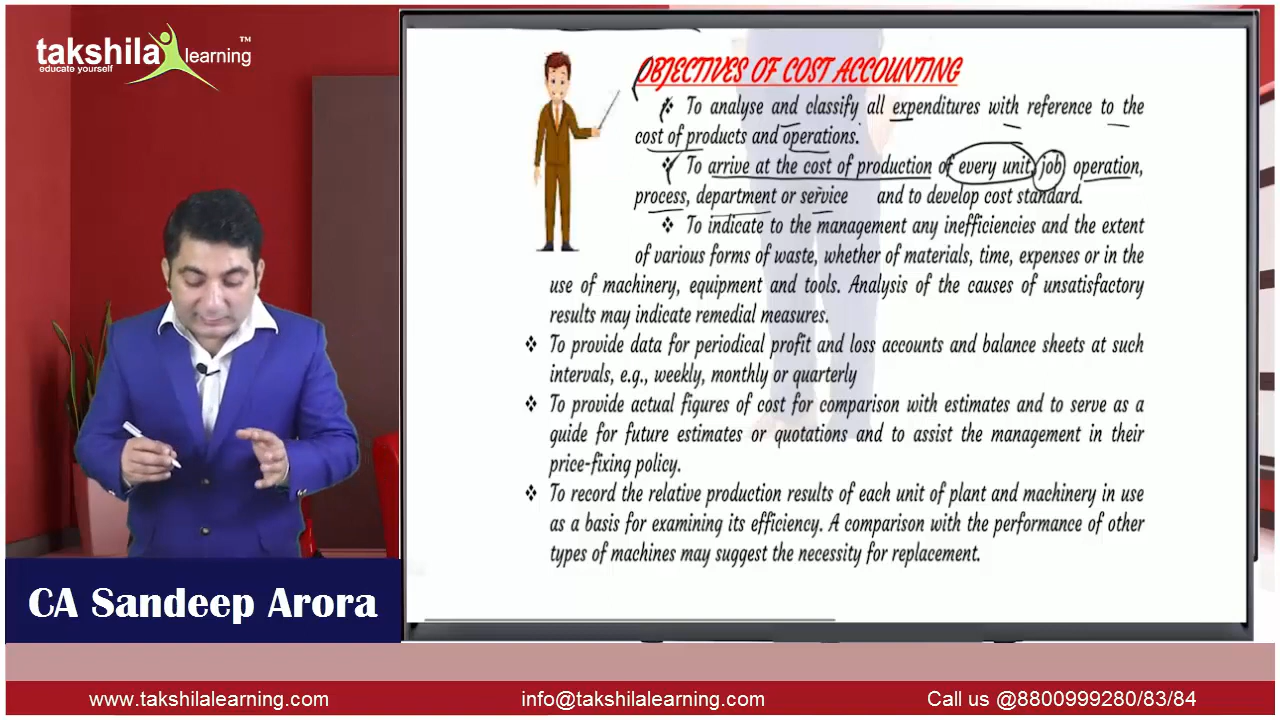 takshila learning™
educate yourself
OBJECTIVES OF COST ACCOUNTING
❖ To analyse and classify all expenditures with reference to the
cost of products and operations.
❖ To arrive at the cost of production of every unit, job operation,
process, department or service and to develop cost standard.
❖ To indicate to the management any inefficiencies and the extent
of various forms of waste, whether of materials, time, expenses or in the
use of machinery, equipment and tools. Analysis of the causes of unsatisfactory
results may indicate remedial measures.
❖ To provide data for periodical profit and loss accounts and balance sheets at such
intervals, e.g., weekly, monthly or quarterly
❖ To provide actual figures of cost for comparison with estimates and to serve as a
guide for future estimates or quotations and to assist the management in their
price-fixing policy.
❖ To record the relative production results of each unit of plant and machinery in use
as a basis for examining its efficiency. A comparison with the performance of other
types of machines may suggest the necessity for replacement.
CA Sandeep Arora
www.takshilalearning.com
info@takshilalearning.com
Call us @8800999280/83/84